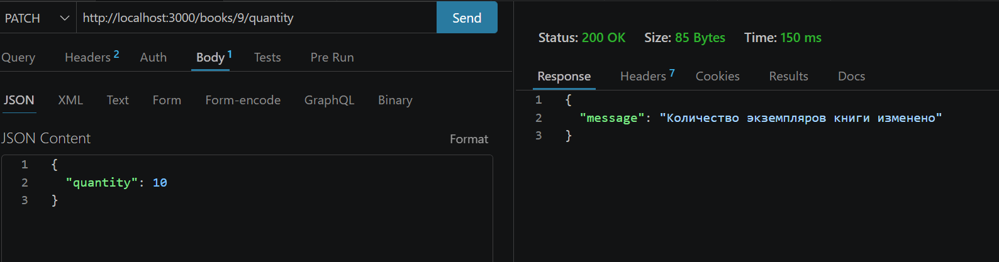 PATCH http://localhost:3000/books/9/quantity Send
Query Headers 2 Auth Body 1 Tests Pre Run
JSON XML Text Form Form-encode GraphQL Binary
JSON Content Format
1 {
2 "quantity": 10
3 }
Status: 200 OK Size: 85 Bytes Time: 150 ms
Response Headers 7 Cookies Results Docs
1 {
2 "message": "Количество экземпляров книги изменено"
3 }